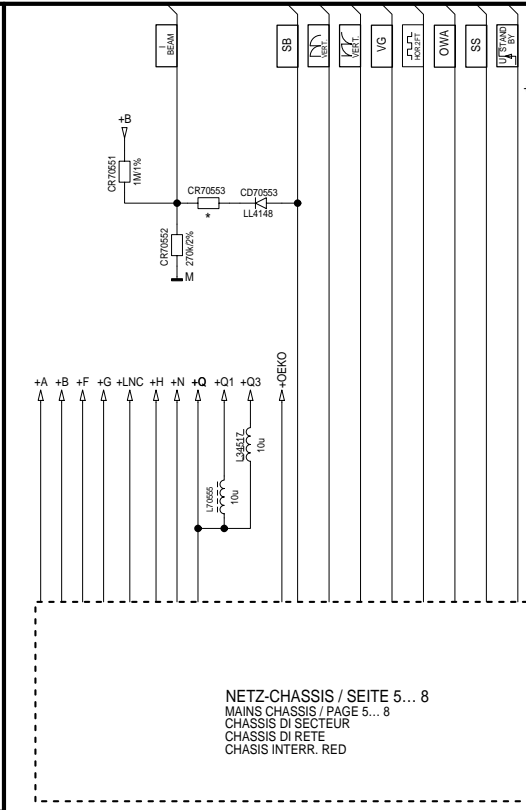 I BEAM
SB
VERT.
VERT.
VG
HOR.2FT
OWA
SS
U STAND BY
+B
CR70551
1M/1%
CR70553
*
CD70553
LL4148
CR70552
270k/2%
M
+A +B +F +G +LNC +H +N +Q +Q1 +Q3 +OEKO
L34517
10u
L70555
10u
NETZ-CHASSIS / SEITE 5... 8
MAINS CHASSIS / PAGE 5... 8
CHASSIS DI SECTEUR
CHASSIS DI RETE
CHASIS INTERR. RED